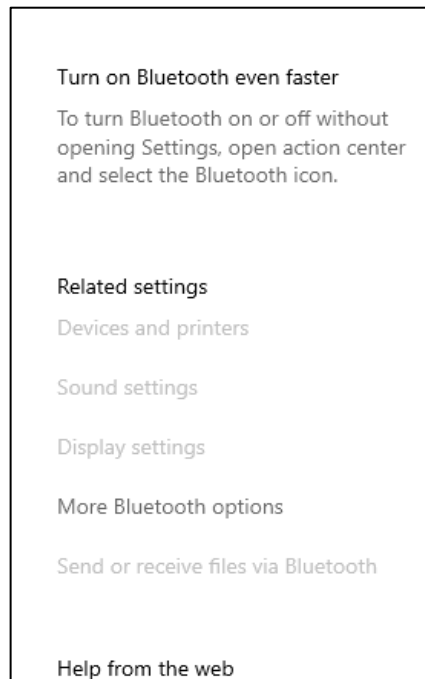 Turn on Bluetooth even faster
To turn Bluetooth on or off without
opening Settings, open action center
and select the Bluetooth icon.
Related settings
Devices and printers
Sound settings
Display settings
More Bluetooth options
Send or receive files via Bluetooth
Help from the web